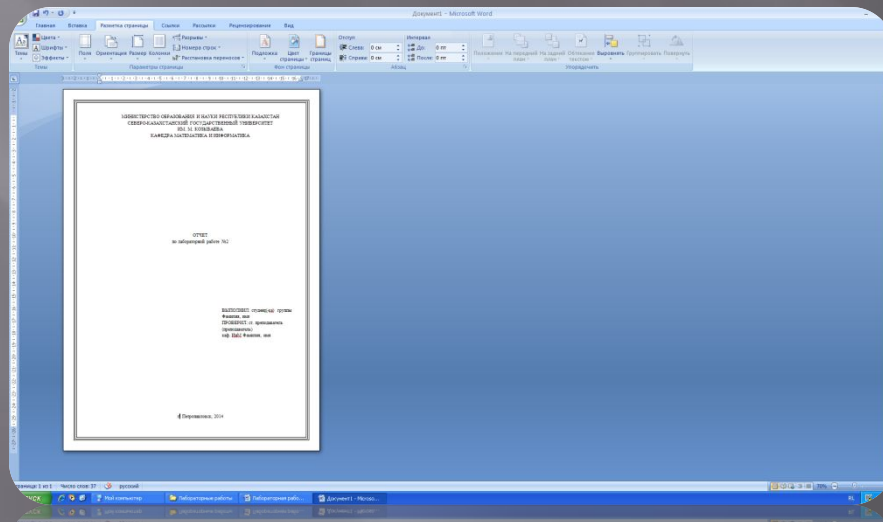 Документ1 - Microsoft Word
Главная Вставка Разметка страницы Ссылки Рассылки Рецензирование Вид
Темы
Цвета
Шрифты
Эффекты
Темы
Поля Ориентация Размер Колонки
Разрывы
Номера строк
Расстановка переносов
Параметры страницы
Подложка Цвет страницы Границы страниц
Фон страницы
Отступ
Слева: 0 см
Справа: 0 см
Интервал
До: 0 пт
После: 0 пт
Абзац
Положение На передний план На задний план Обтекание текстом Выровнять Группировать Повернуть
Упорядочить
МИНИСТЕРСТВО ОБРАЗОВАНИЯ И НАУКИ РЕСПУБЛИКИ КАЗАХСТАН
СЕВЕРО-КАЗАХСТАНСКИЙ ГОСУДАРСТВЕННЫЙ УНИВЕРСИТЕТ
ИМ. М. КОЗЫБАЕВА
КАФЕДРА МАТЕМАТИКА И ИНФОРМАТИКА
ОТЧЕТ
по лабораторной работе №2
ВЫПОЛНИЛ: студент(ка) группы
Фамилия, имя
ПРОВЕРИЛ: ст. преподаватель
(преподаватель)
каф. Фамилия, имя
Петропавловск, 2014
Страница: 1 из 1 Число слов: 37 русский
70%
Мой компьютер Лабораторные работы Лабораторная рабо... Документ1 - Microso...
RL